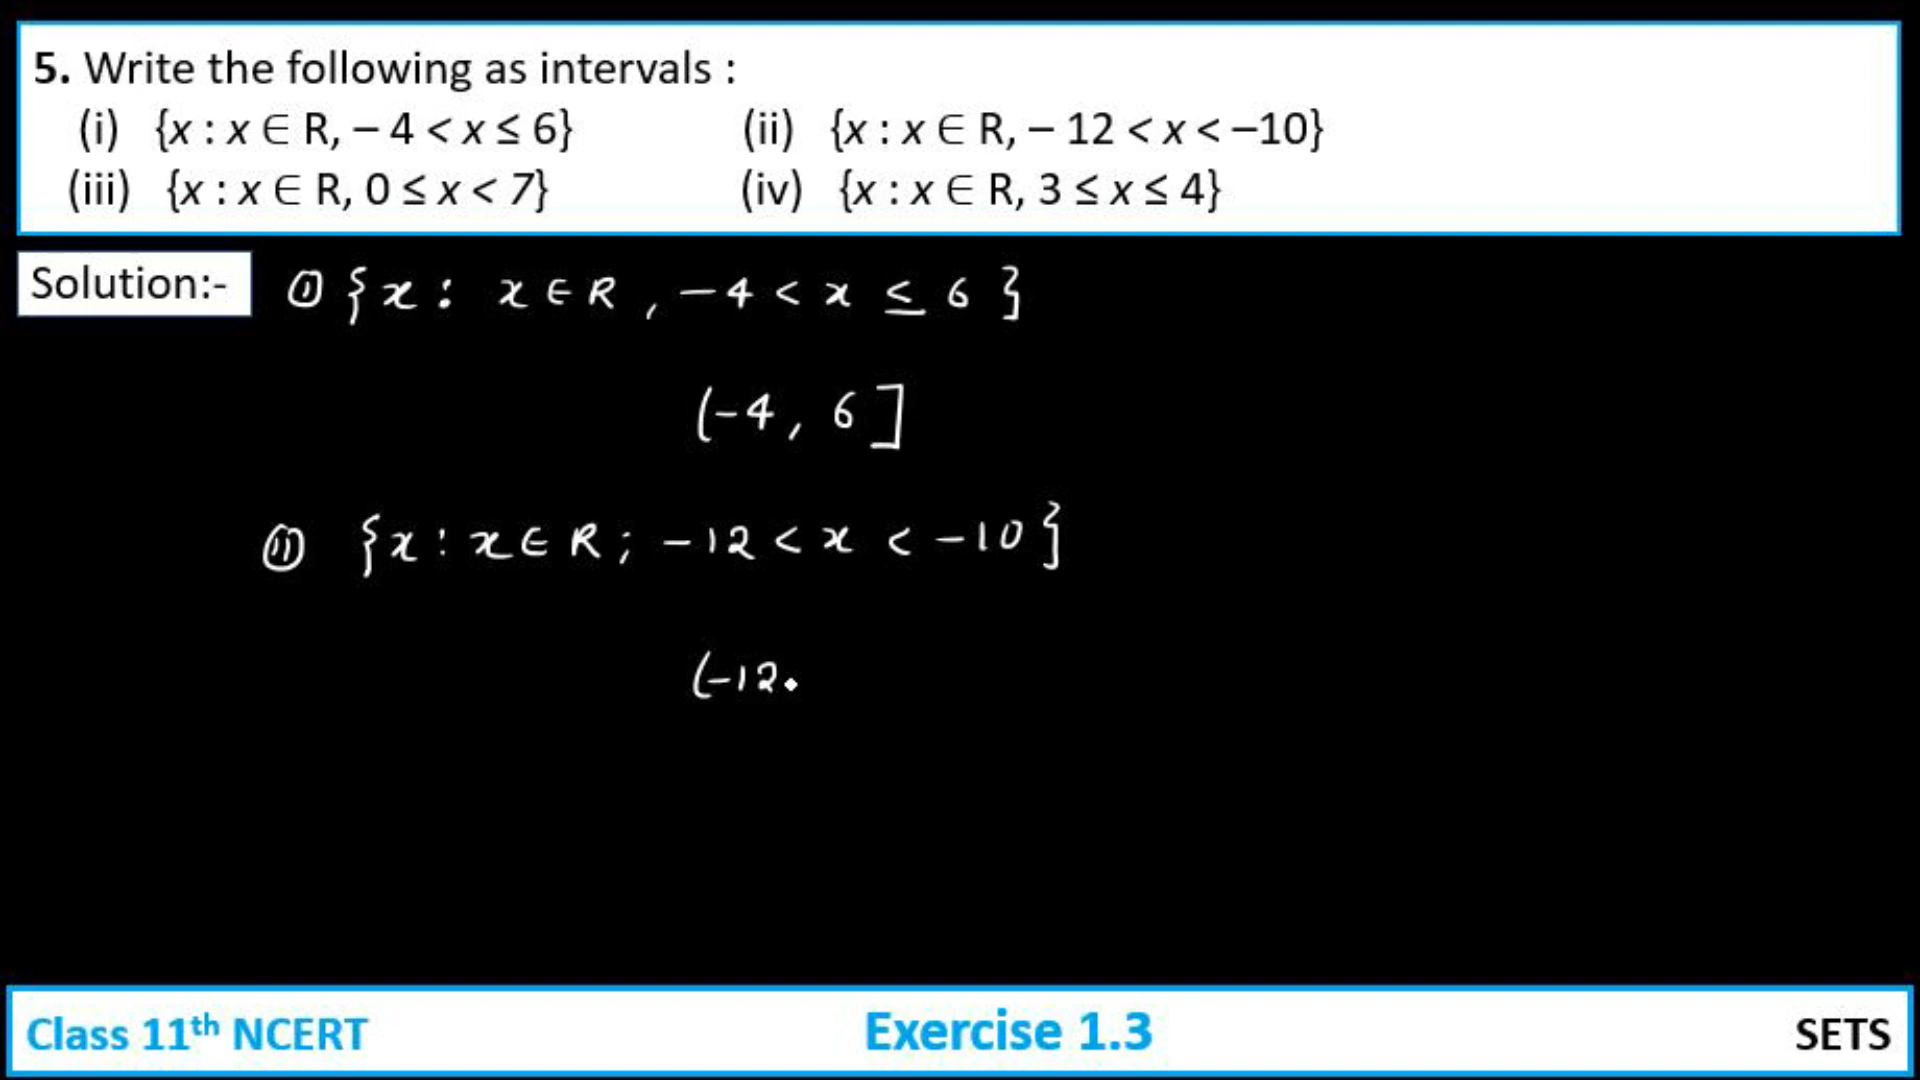 5. Write the following as intervals :
(i) {x : x ∈ R, – 4 < x ≤ 6} (ii) {x : x ∈ R, – 12 < x < –10}
(iii) {x : x ∈ R, 0 ≤ x < 7} (iv) {x : x ∈ R, 3 ≤ x ≤ 4}
Solution:- (i) {x : x ∈ R , -4 < x ≤ 6 }
(-4 , 6 ]
(ii) {x : x ∈ R ; -12 < x < -10 }
(-12
Class 11th NCERT Exercise 1.3 SETS